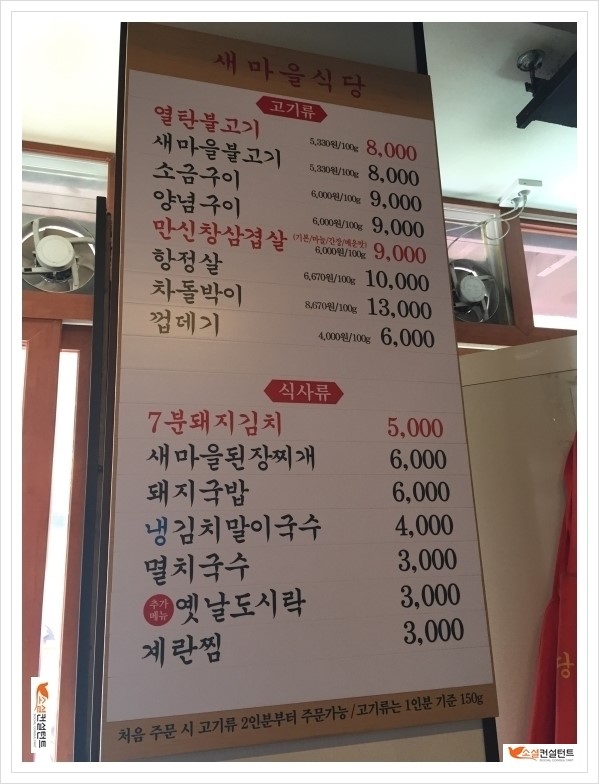 새마을식당
고기류
열탄불고기 5,330원/100g 8,000
새마을불고기 5,330원/100g 8,000
소금구이 6,000원/100g 9,000
양념구이 6,000원/100g 9,000
만신창삼겹살 (기본/마늘/간장/매운맛) 6,000원/100g 9,000
항정살 6,670원/100g 10,000
차돌박이 8,670원/100g 13,000
껍데기 4,000원/100g 6,000
식사류
7분돼지김치 5,000
새마을된장찌개 6,000
돼지국밥 6,000
냉김치말이국수 4,000
멸치국수 3,000
추가메뉴 옛날도시락 3,000
계란찜 3,000
처음 주문 시 고기류 2인분부터 주문가능 / 고기류는 1인분 기준 150g
당
소셜컨설턴트
소셜컨설턴트